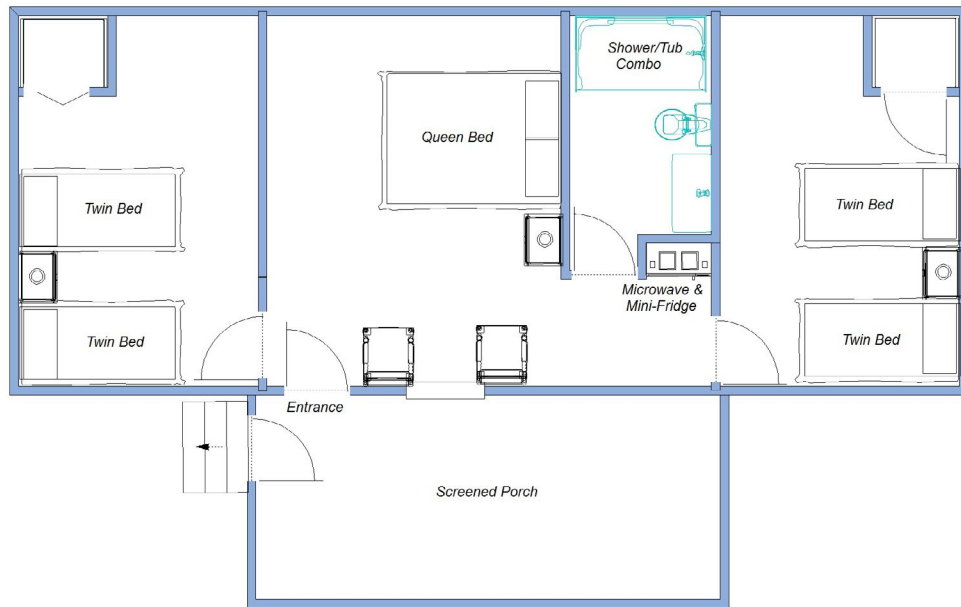 Shower/Tub
Combo
Queen Bed
Twin Bed
Twin Bed
Microwave &
Mini-Fridge
Twin Bed
Twin Bed
Entrance
Screened Porch